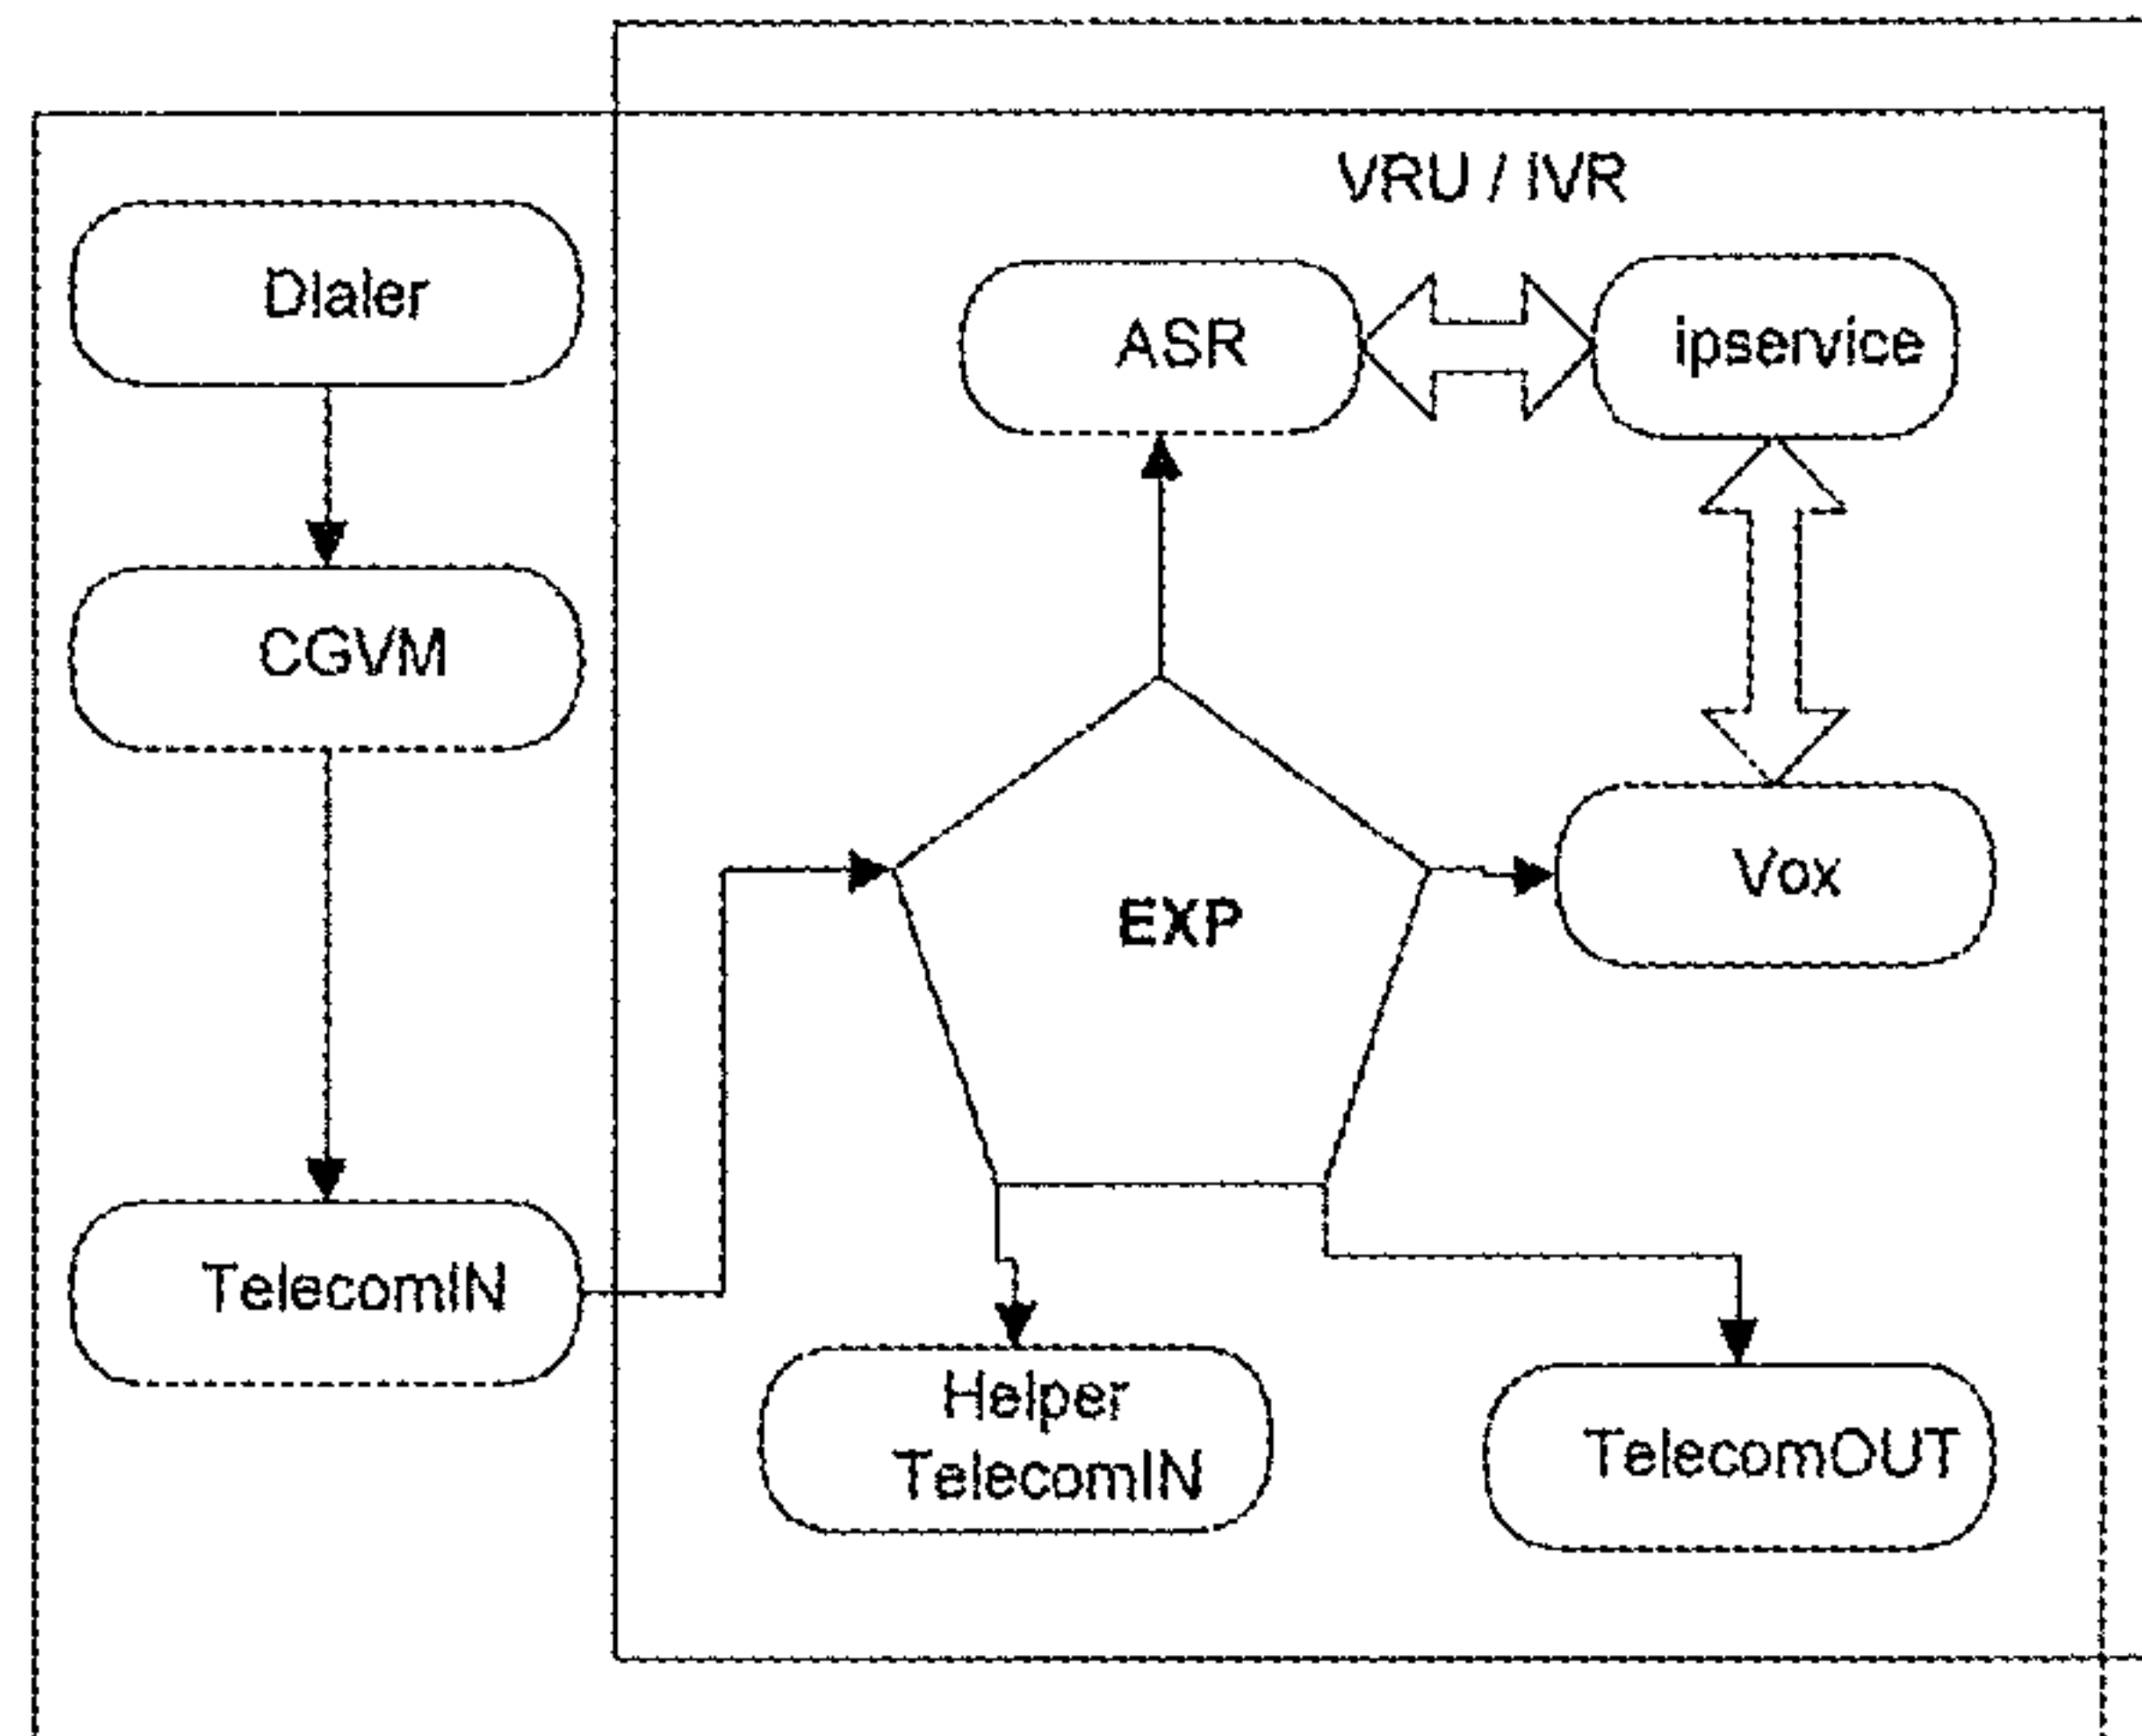 VRU / IVR
Dialer
ASR
ipservice
CGVM
Vox
EXP
TelecomIN
Helper
TelecomIN
TelecomOUT